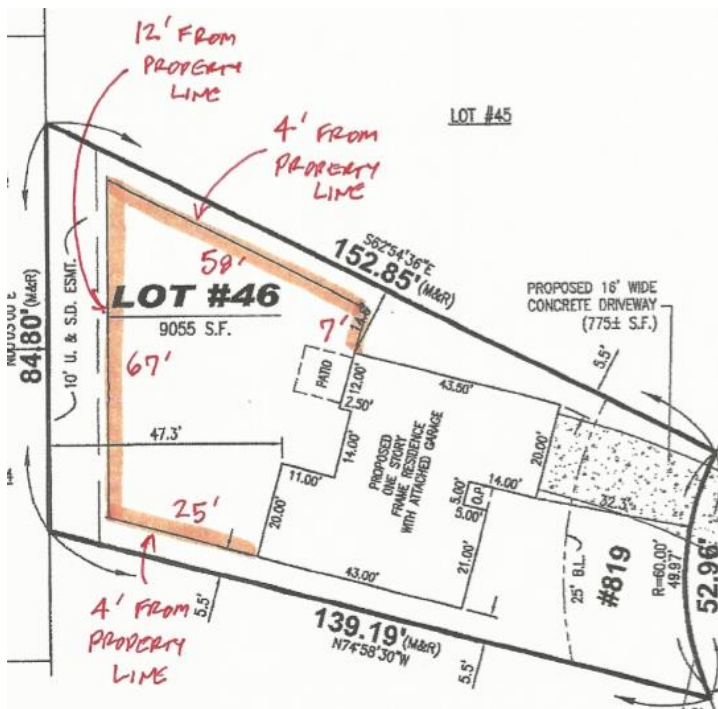 12' FROM
PROPERTY
LINE
4' FROM
PROPERTY
LINE
LOT #45
S62°54'36"E
152.85' (M&R)
58'
PROPOSED 16' WIDE
CONCRETE DRIVEWAY
(775± S.F.)
5.5'
LOT #46
9055 S.F.
84.80' (M&R)
10' U. & S.D. ESMT.
67'
7'
PATIO
12.00'
2.50'
14.00'
43.50'
47.3'
11.00'
20.00'
PROPOSED
ONE STORY
FRAME RESIDENCE
WITH ATTACHED GARAGE
20.00'
14.00'
5.00'
O.P.
5.00'
32.3'
21.00'
25'
43.00'
25' B.L.
#819
R=60.00'
49.97'
52.96'
4' FROM
PROPERTY
LINE
5.5'
139.19' (M&R)
N74°58'30"W
5.5'